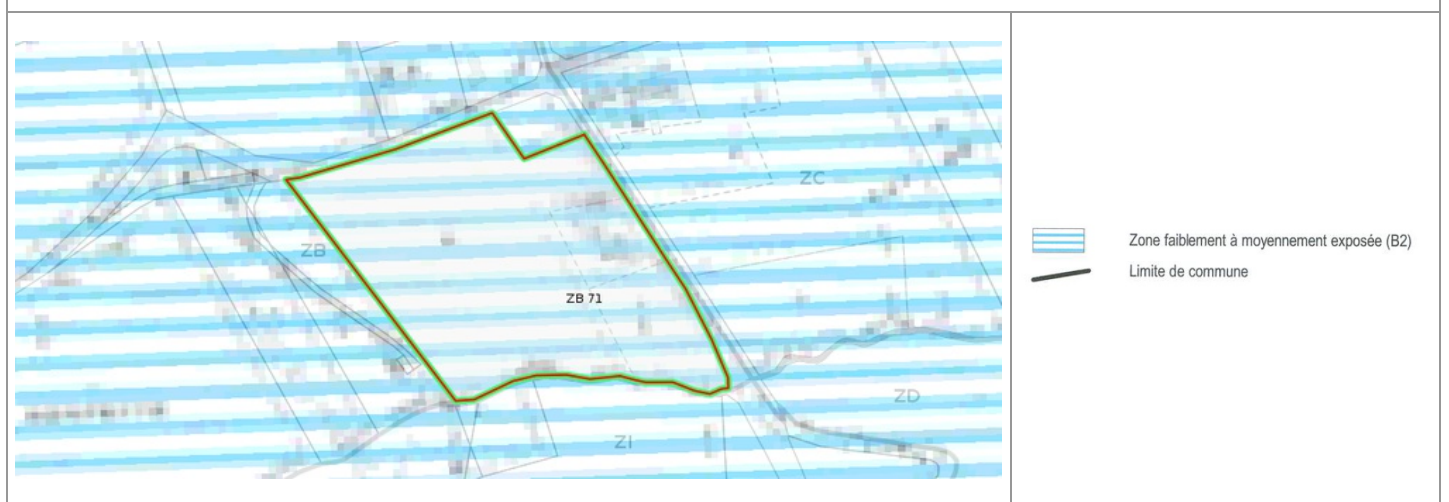 ZC
ZB
ZB 71
ZD
ZI
Zone faiblement à moyennement exposée (B2)
Limite de commune